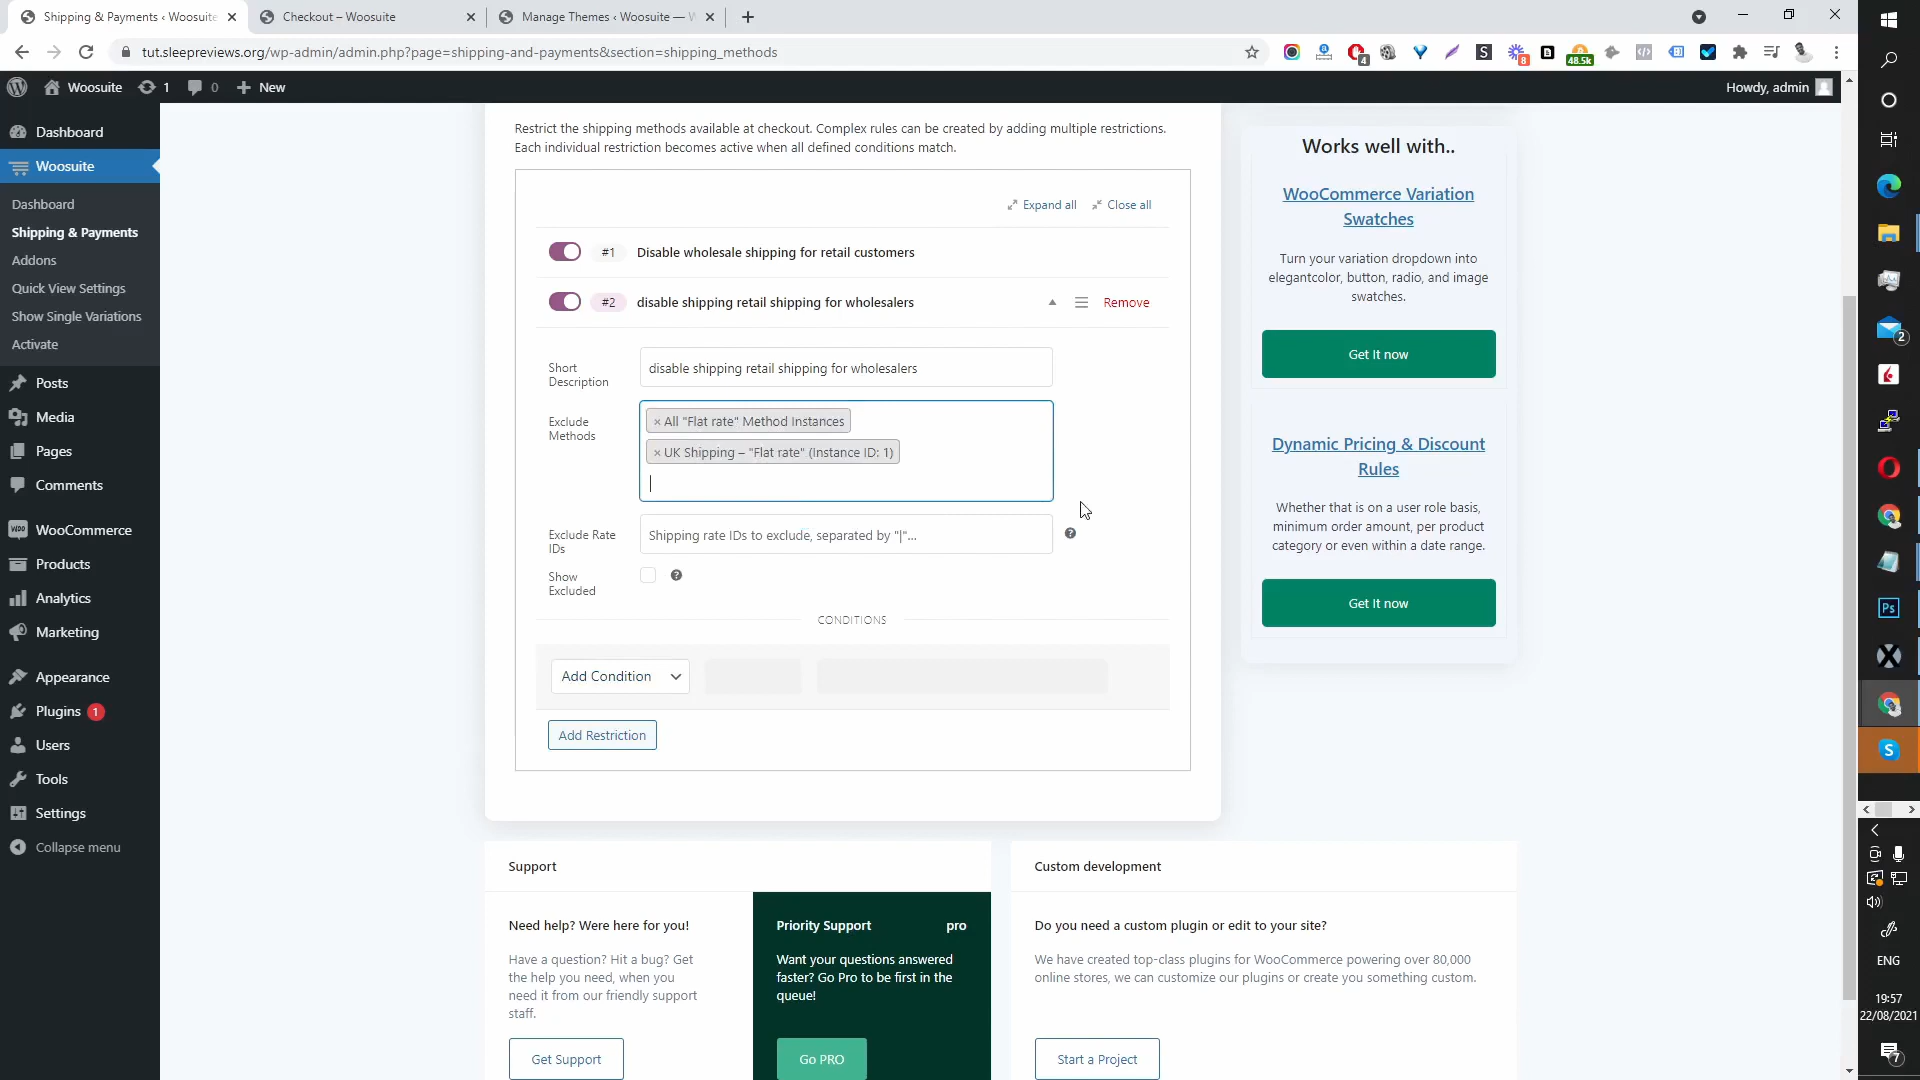 Shipping & Payments ‹ Woosuite
Checkout – Woosuite
Manage Themes ‹ Woosuite — W
tut.sleepreviews.org/wp-admin/admin.php?page=shipping-and-payments&section=shipping_methods
4
8
48.5k
Woosuite
1
0
New
Howdy, admin
Dashboard
Woosuite
Dashboard
Shipping & Payments
Addons
Quick View Settings
Show Single Variations
Activate
Posts
Media
Pages
Comments
WooCommerce
Products
Analytics
Marketing
Appearance
Plugins 1
Users
Tools
Settings
Collapse menu
Restrict the shipping methods available at checkout. Complex rules can be created by adding multiple restrictions.
Each individual restriction becomes active when all defined conditions match.
Expand all
Close all
#1 Disable wholesale shipping for retail customers
#2 disable shipping retail shipping for wholesalers
Remove
Short
Description
disable shipping retail shipping for wholesalers
Exclude
Methods
× All "Flat rate" Method Instances
× UK Shipping – "Flat rate" (Instance ID: 1)
Exclude Rate
IDs
Shipping rate IDs to exclude, separated by "|"...
Show
Excluded
CONDITIONS
Add Condition
Add Restriction
Works well with..
WooCommerce Variation
Swatches
Turn your variation dropdown into
elegantcolor, button, radio, and image
swatches.
Get It now
Dynamic Pricing & Discount
Rules
Whether that is on a user role basis,
minimum order amount, per product
category or even within a date range.
Get It now
Support
Need help? Were here for you!
Have a question? Hit a bug? Get
the help you need, when you
need it from our friendly support
staff.
Get Support
Priority Support
pro
Want your questions answered
faster? Go Pro to be first in the
queue!
Go PRO
Custom development
Do you need a custom plugin or edit to your site?
We have created top-class plugins for WooCommerce powering over 80,000
online stores, we can customize our plugins or create you something custom.
Start a Project
2
Ps
S
ENG
19:57
22/08/2021
7